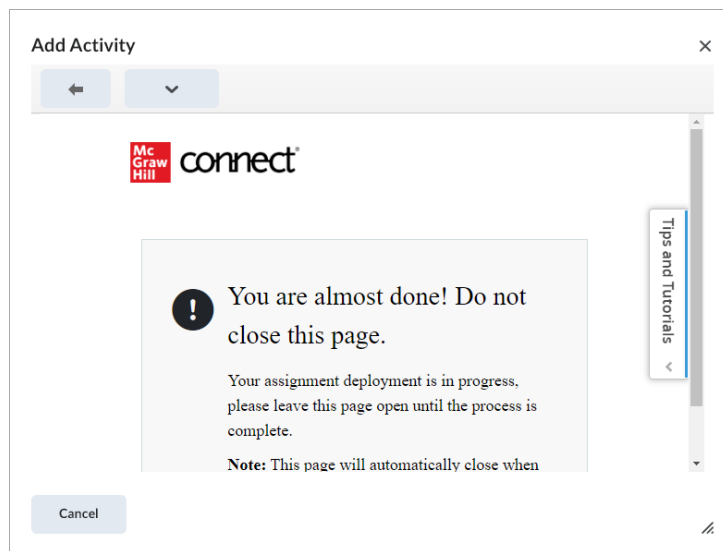 Add Activity
Mc
Graw
Hill
connect®
Tips and Tutorials
You are almost done! Do not
close this page.
Your assignment deployment is in progress,
please leave this page open until the process is
complete.
Note: This page will automatically close when
Cancel